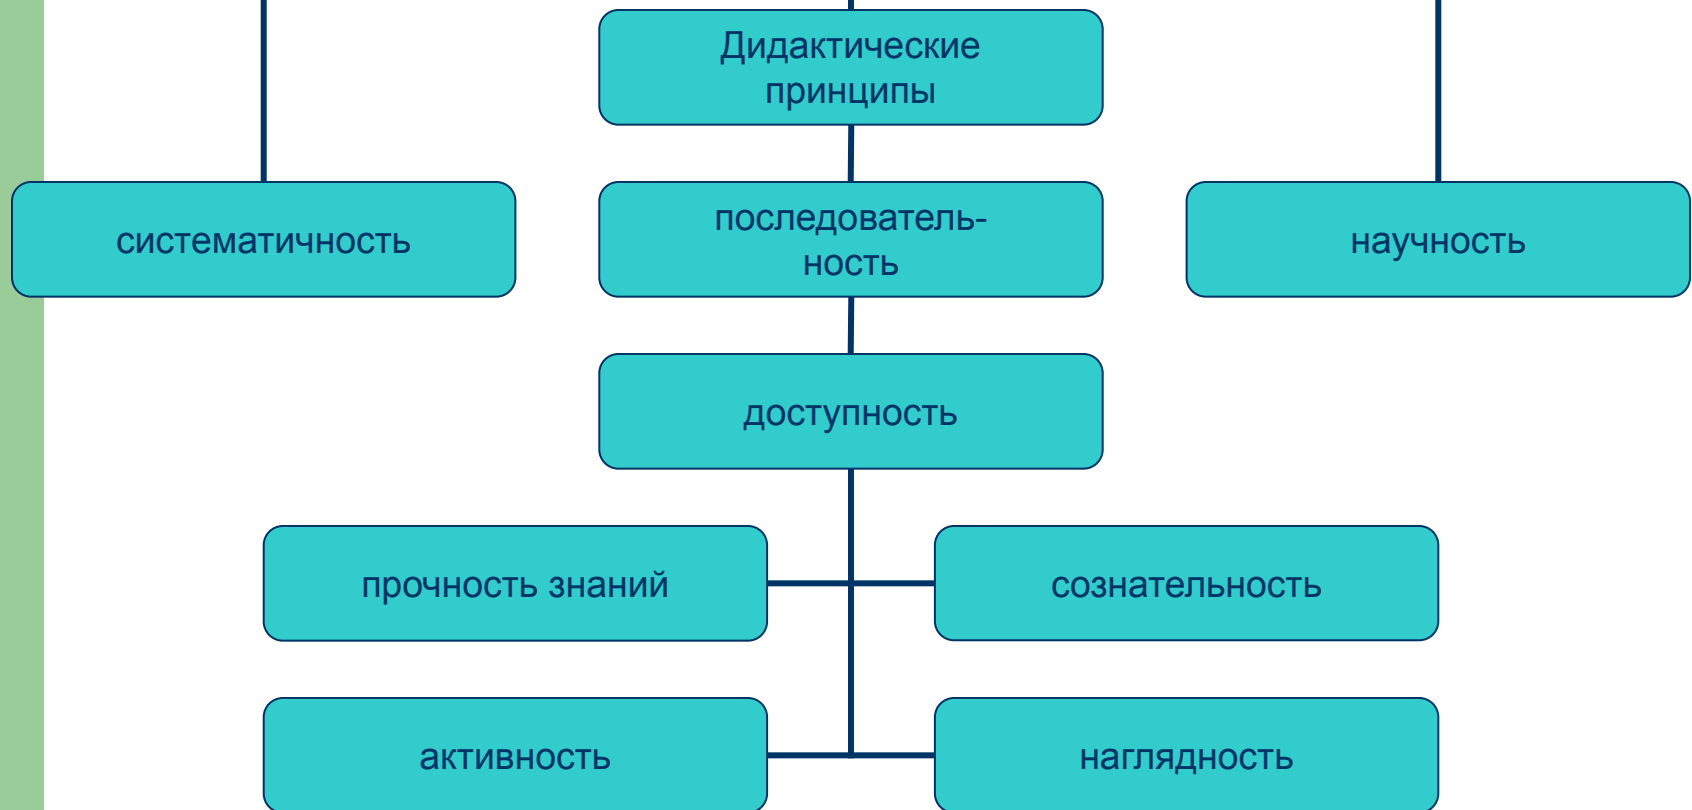 Дидактические
принципы
систематичность
последователь-
ность
научность
доступность
прочность знаний
сознательность
активность
наглядность